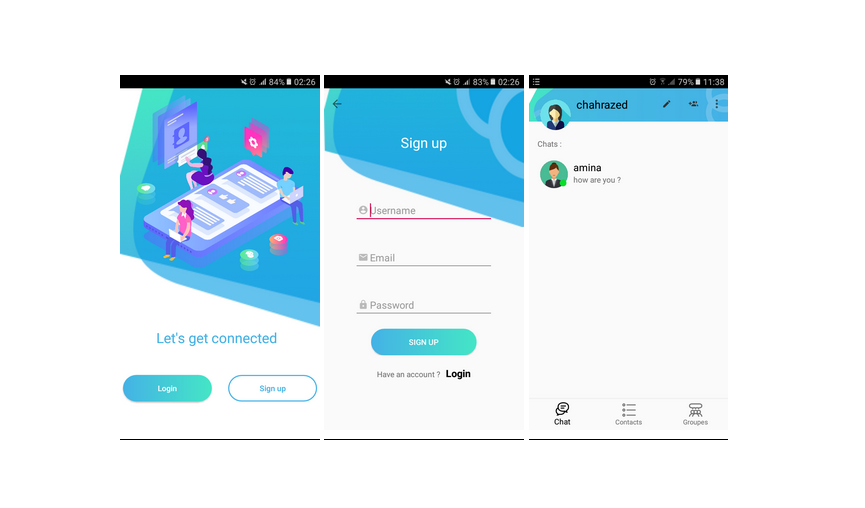 84% 02:26
Let's get connected
Login
Sign up
83% 02:26
Sign up
Username
Email
Password
SIGN UP
Have an account ? Login
79% 11:38
chahrazed
Chats :
amina
how are you ?
Chat
Contacts
Groupes